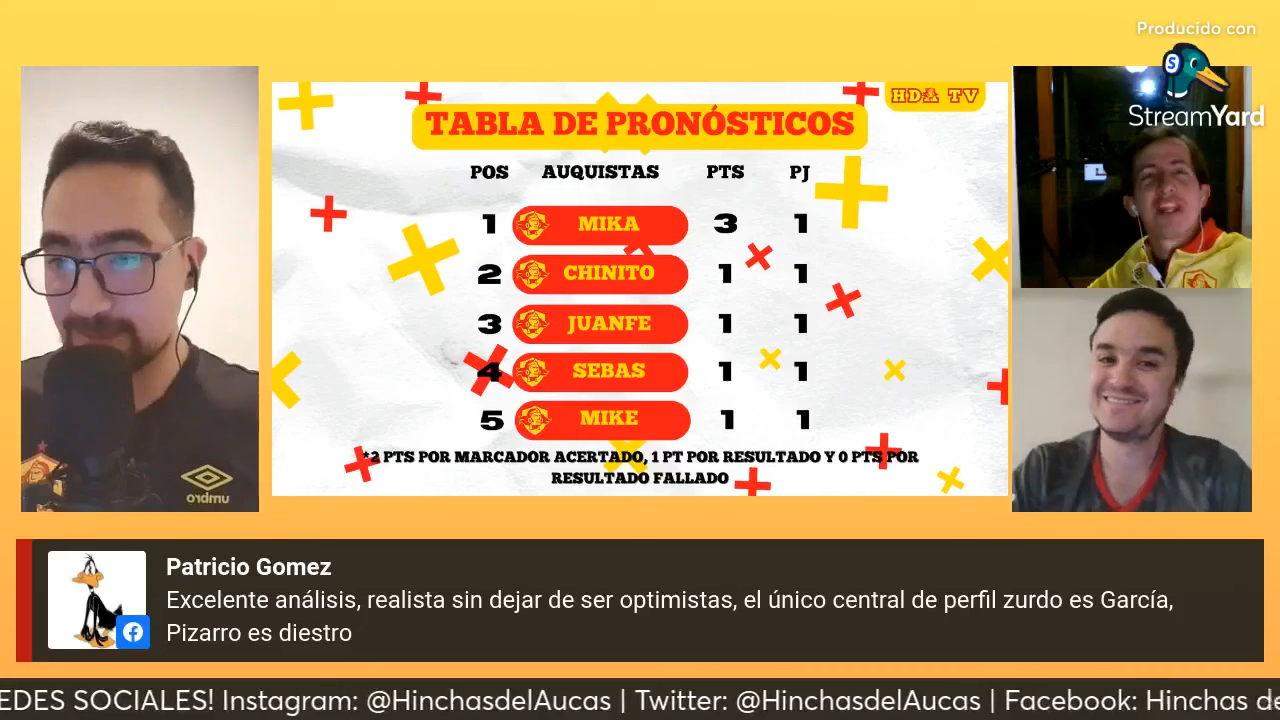 Producido con
StreamYard
HDA TV
TABLA DE PRONÓSTICOS
POS AUQUISTAS PTS PJ
1 MIKA 3 1
2 CHINITO 1 1
3 JUANFE 1 1
4 SEBAS 1 1
5 MIKE 1 1
*2 PTS POR MARCADOR ACERTADO, 1 PT POR RESULTADO Y 0 PTS POR
RESULTADO FALLADO
umbro
Patricio Gomez
Excelente análisis, realista sin dejar de ser optimistas, el único central de perfil zurdo es García,
Pizarro es diestro
EDES SOCIALES! Instagram: @HinchasdelAucas | Twitter: @HinchasdelAucas | Facebook: Hinchas de